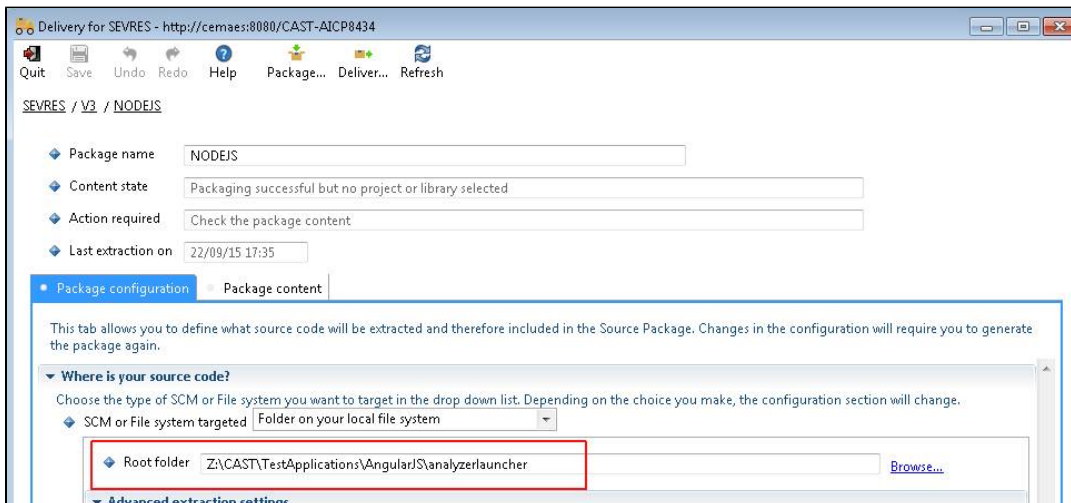 Delivery for SEVRES - http://cemaes:8080/CAST-AICP8434
Quit Save Undo Redo Help Package... Deliver... Refresh
SEVRES / V3 / NODEJS
Package name NODEJS
Content state Packaging successful but no project or library selected
Action required Check the package content
Last extraction on 22/09/15 17:35
Package configuration Package content
This tab allows you to define what source code will be extracted and therefore included in the Source Package. Changes in the configuration will require you to generate
the package again.
Where is your source code?
Choose the type of SCM or File system you want to target in the drop down list. Depending on the choice you make, the configuration section will change.
SCM or File system targeted Folder on your local file system
Root folder Z:\CAST\TestApplications\AngularJS\analyzerlauncher Browse...
Advanced extraction settings